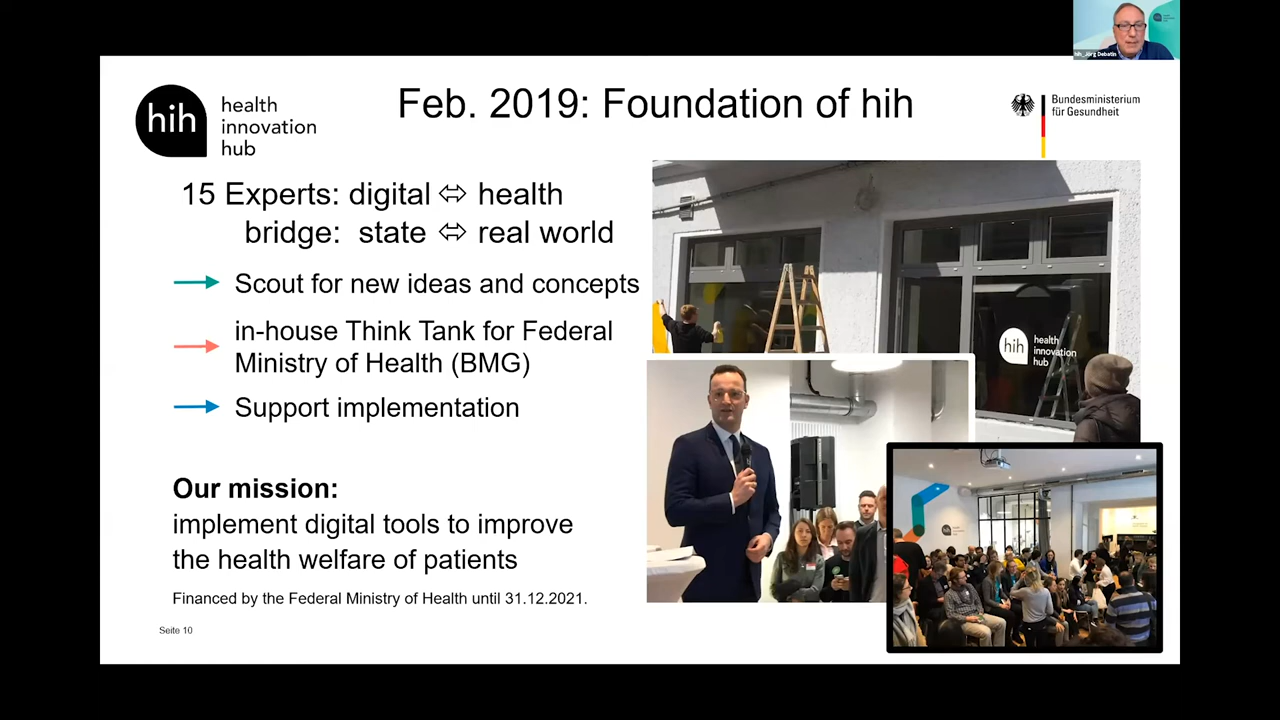 hih_Jörg Debatin
hih
health
innovation
hub
Feb. 2019: Foundation of hih
Bundesministerium
für Gesundheit
15 Experts: digital ⬄ health
bridge: state ⬄ real world
Scout for new ideas and concepts
in-house Think Tank for Federal
Ministry of Health (BMG)
Support implementation
Our mission:
implement digital tools to improve
the health welfare of patients
Financed by the Federal Ministry of Health until 31.12.2021.
Seite 10
hih
health
innovation
hub
hih